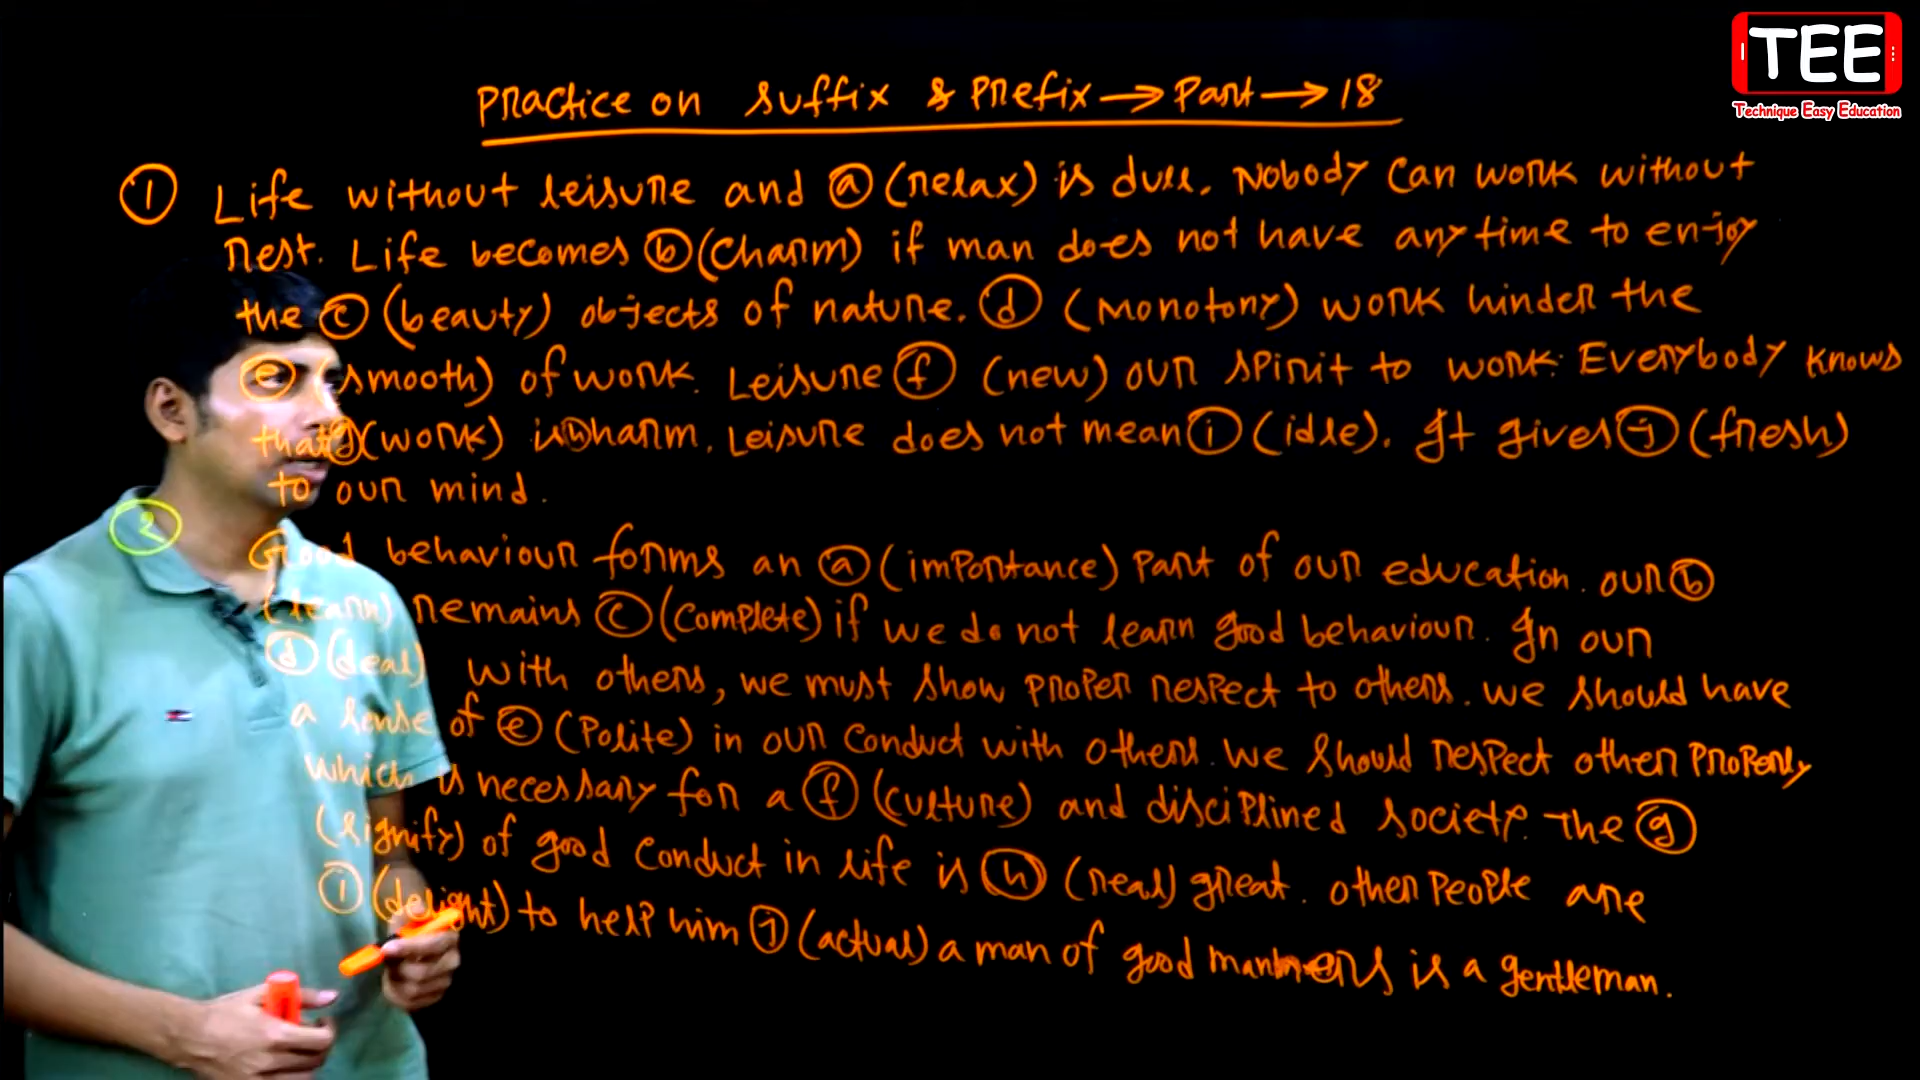 TEE
Technique Easy Education
Practice on suffix & Prefix → Part → 18
① Life without leisure and ⓐ (relax) is dull. Nobody can work without
rest. Life becomes ⓑ (charm) if man does not have any time to enjoy
the ⓒ (beauty) objects of nature. ⓓ (Monotony) work hinder the
ⓔ (smooth) of work. Leisure ⓕ (new) our spirit to work. Everybody knows
that ⓖ (work) is ⓗ harm. Leisure does not mean ⓘ (idle). It gives ⓙ (fresh)
to our mind.
②
Good behaviour forms an ⓐ (importance) part of our education. our ⓑ
(learn) remains ⓒ (complete) if we do not learn good behaviour. In our
ⓓ (deal) with others, we must show proper respect to others. we should have
a sense of ⓔ (Polite) in our conduct with others. we should respect other properly
which is necessary for a ⓕ (culture) and disciplined society. The ⓖ
(signify) of good conduct in life is ⓗ (real) great. other people are
ⓘ (delight) to help him ⓙ (actual) a man of good manners is a gentleman.